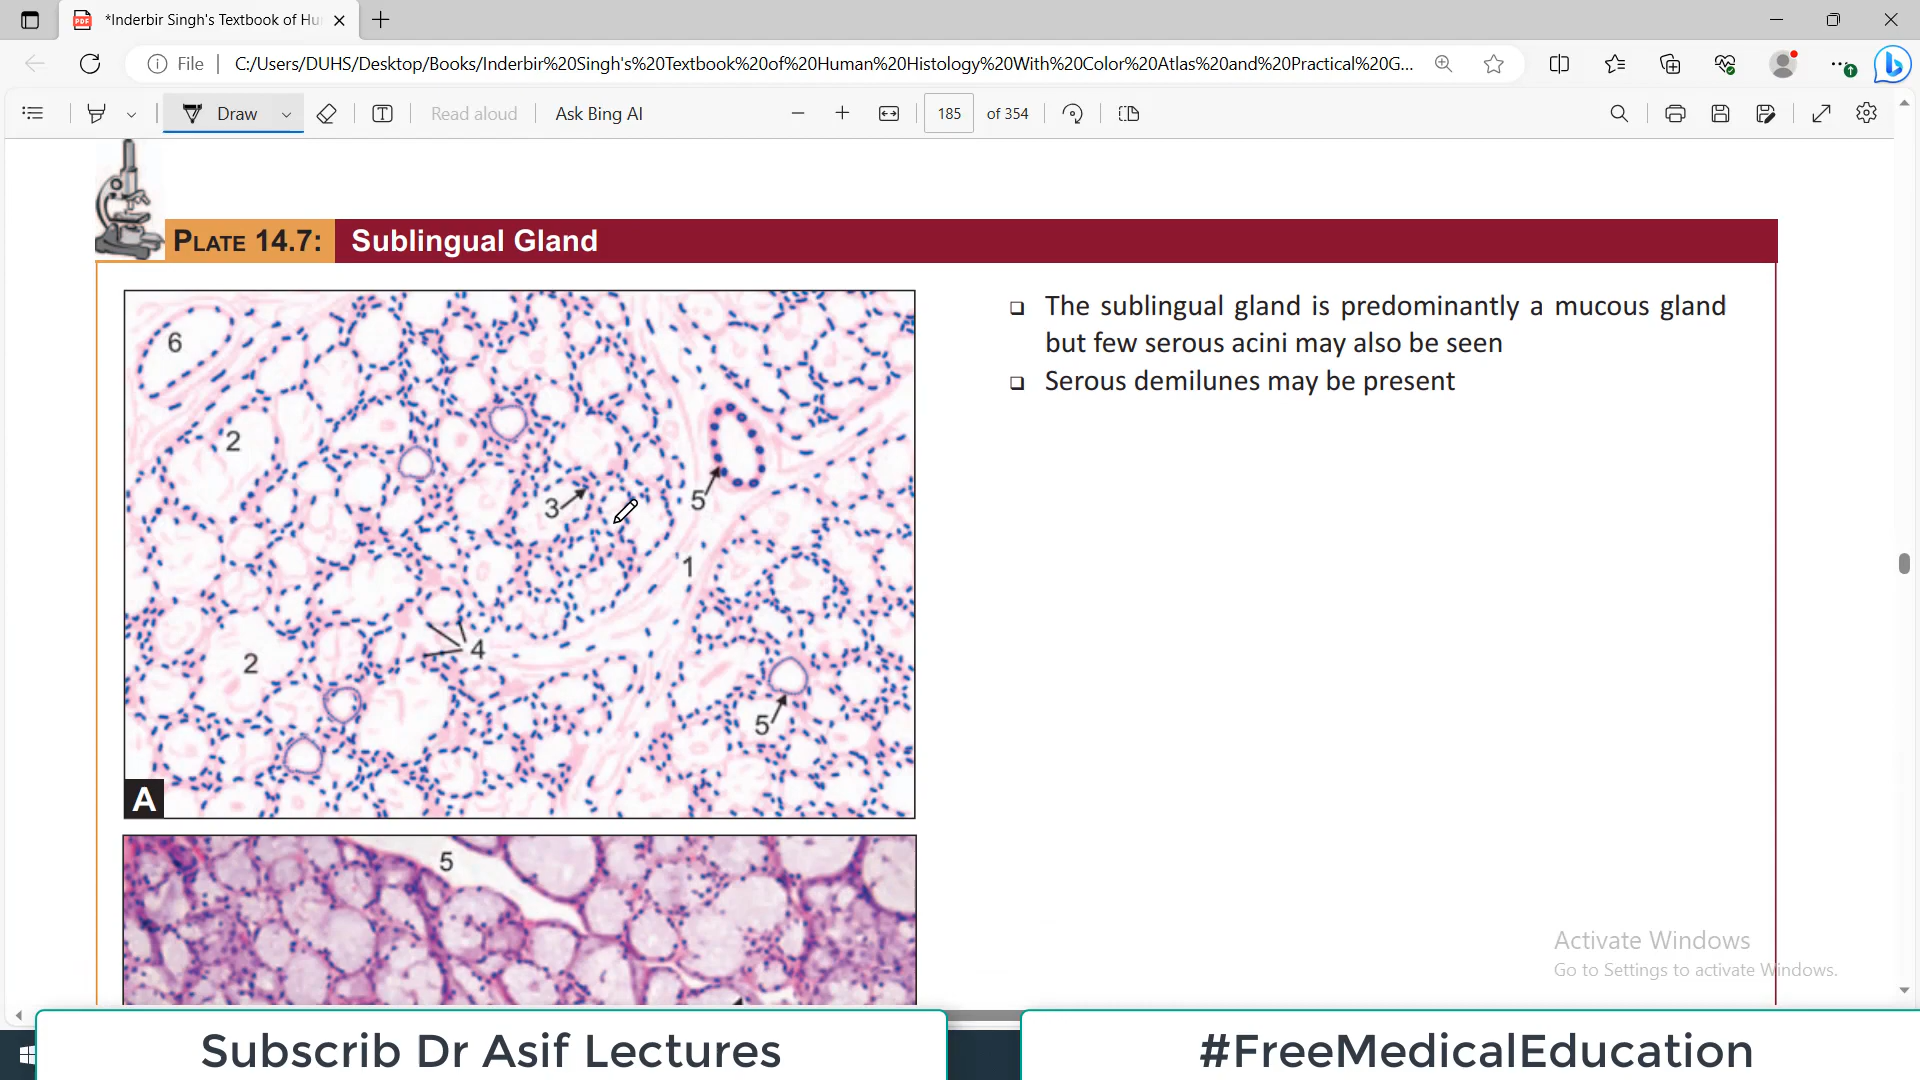 *Inderbir Singh's Textbook of Hu
File
C:/Users/DUHS/Desktop/Books/Inderbir%20Singh's%20Textbook%20of%20Human%20Histology%20With%20Color%20Atlas%20and%20Practical%20G...
Draw
Read aloud
Ask Bing AI
185
of 354
PLATE 14.7:
Sublingual Gland
The sublingual gland is predominantly a mucous gland
but few serous acini may also be seen
Serous demilunes may be present
6
2
3
5
1
4
2
5
A
5
Activate Windows
Go to Settings to activate Windows.
Subscrib Dr Asif Lectures
#FreeMedicalEducation